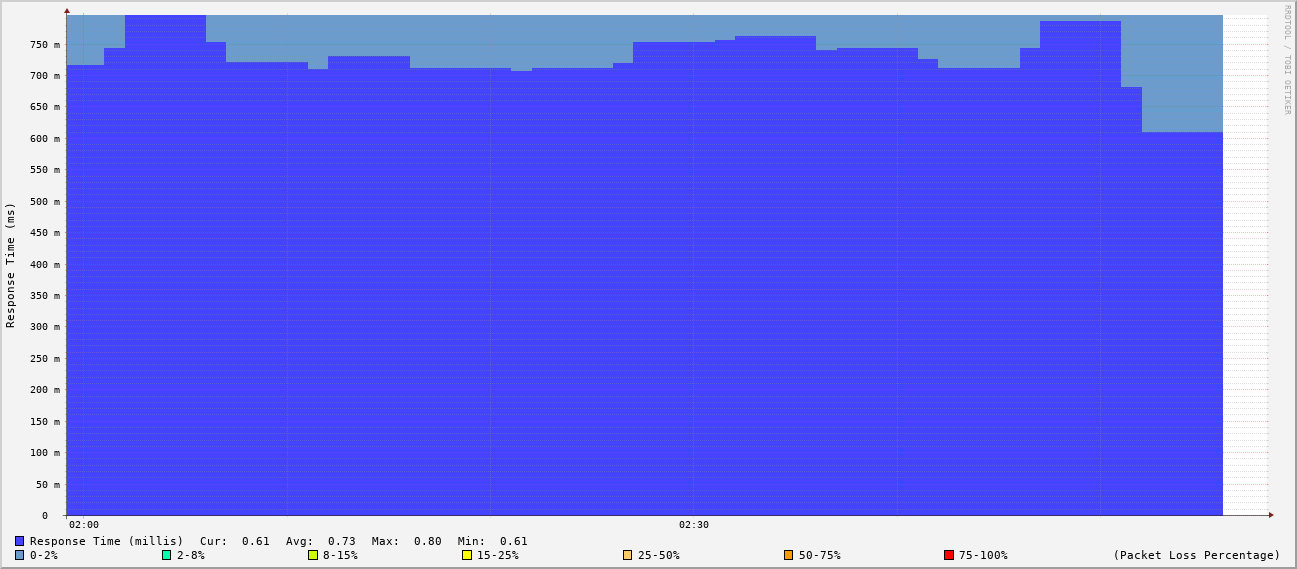 RRDTOOL / TOBI OETIKER
Response Time (ms)
750 m
700 m
650 m
600 m
550 m
500 m
450 m
400 m
350 m
300 m
250 m
200 m
150 m
100 m
50 m
0
02:00 02:30
Response Time (millis) Cur: 0.61 Avg: 0.73 Max: 0.80 Min: 0.61
0-2% 2-8% 8-15% 15-25% 25-50% 50-75% 75-100% (Packet Loss Percentage)